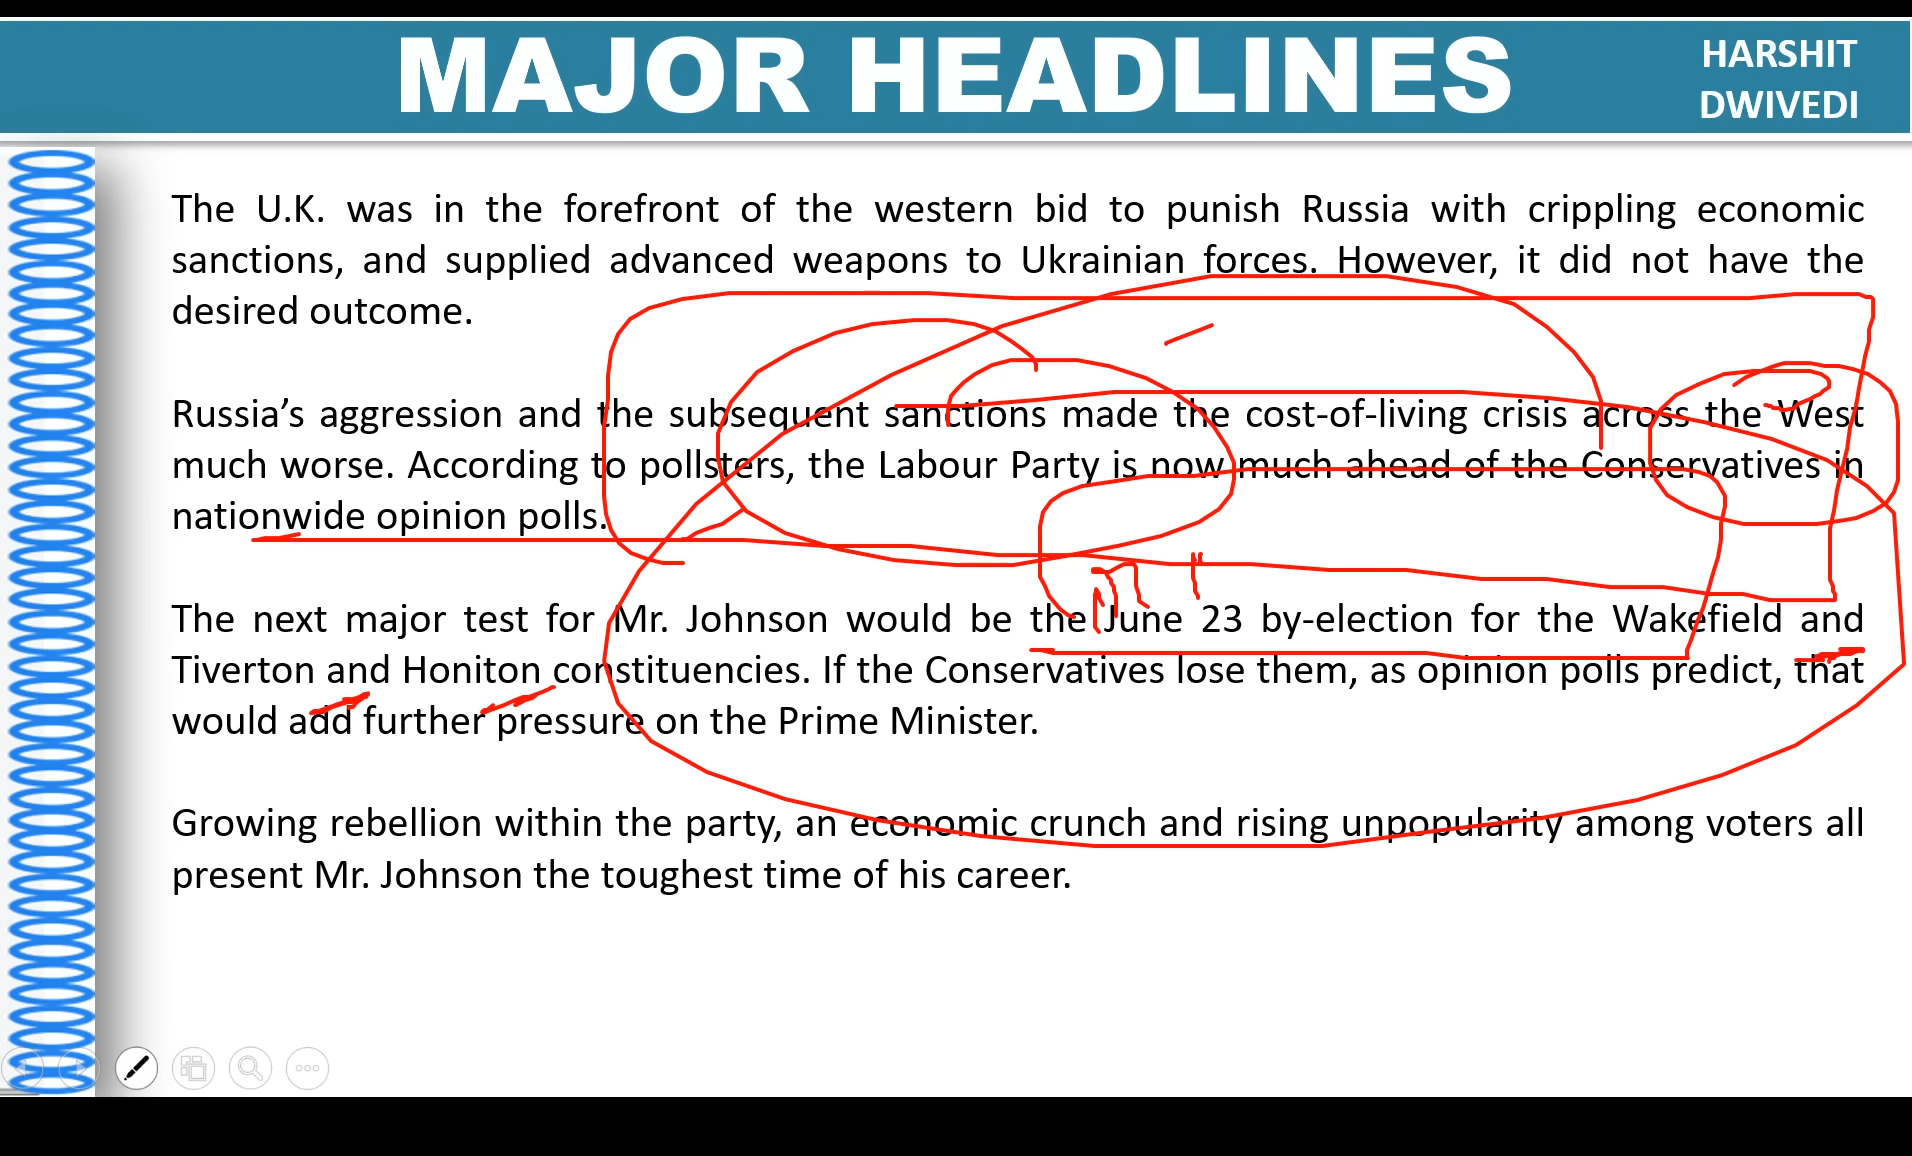 MAJOR HEADLINES
HARSHIT
DWIVEDI
The U.K. was in the forefront of the western bid to punish Russia with crippling economic
sanctions, and supplied advanced weapons to Ukrainian forces. However, it did not have the
desired outcome.
Russia’s aggression and the subsequent sanctions made the cost-of-living crisis across the West
much worse. According to pollsters, the Labour Party is now much ahead of the Conservatives in
nationwide opinion polls.
The next major test for Mr. Johnson would be the June 23 by-election for the Wakefield and
Tiverton and Honiton constituencies. If the Conservatives lose them, as opinion polls predict, that
would add further pressure on the Prime Minister.
Growing rebellion within the party, an economic crunch and rising unpopularity among voters all
present Mr. Johnson the toughest time of his career.